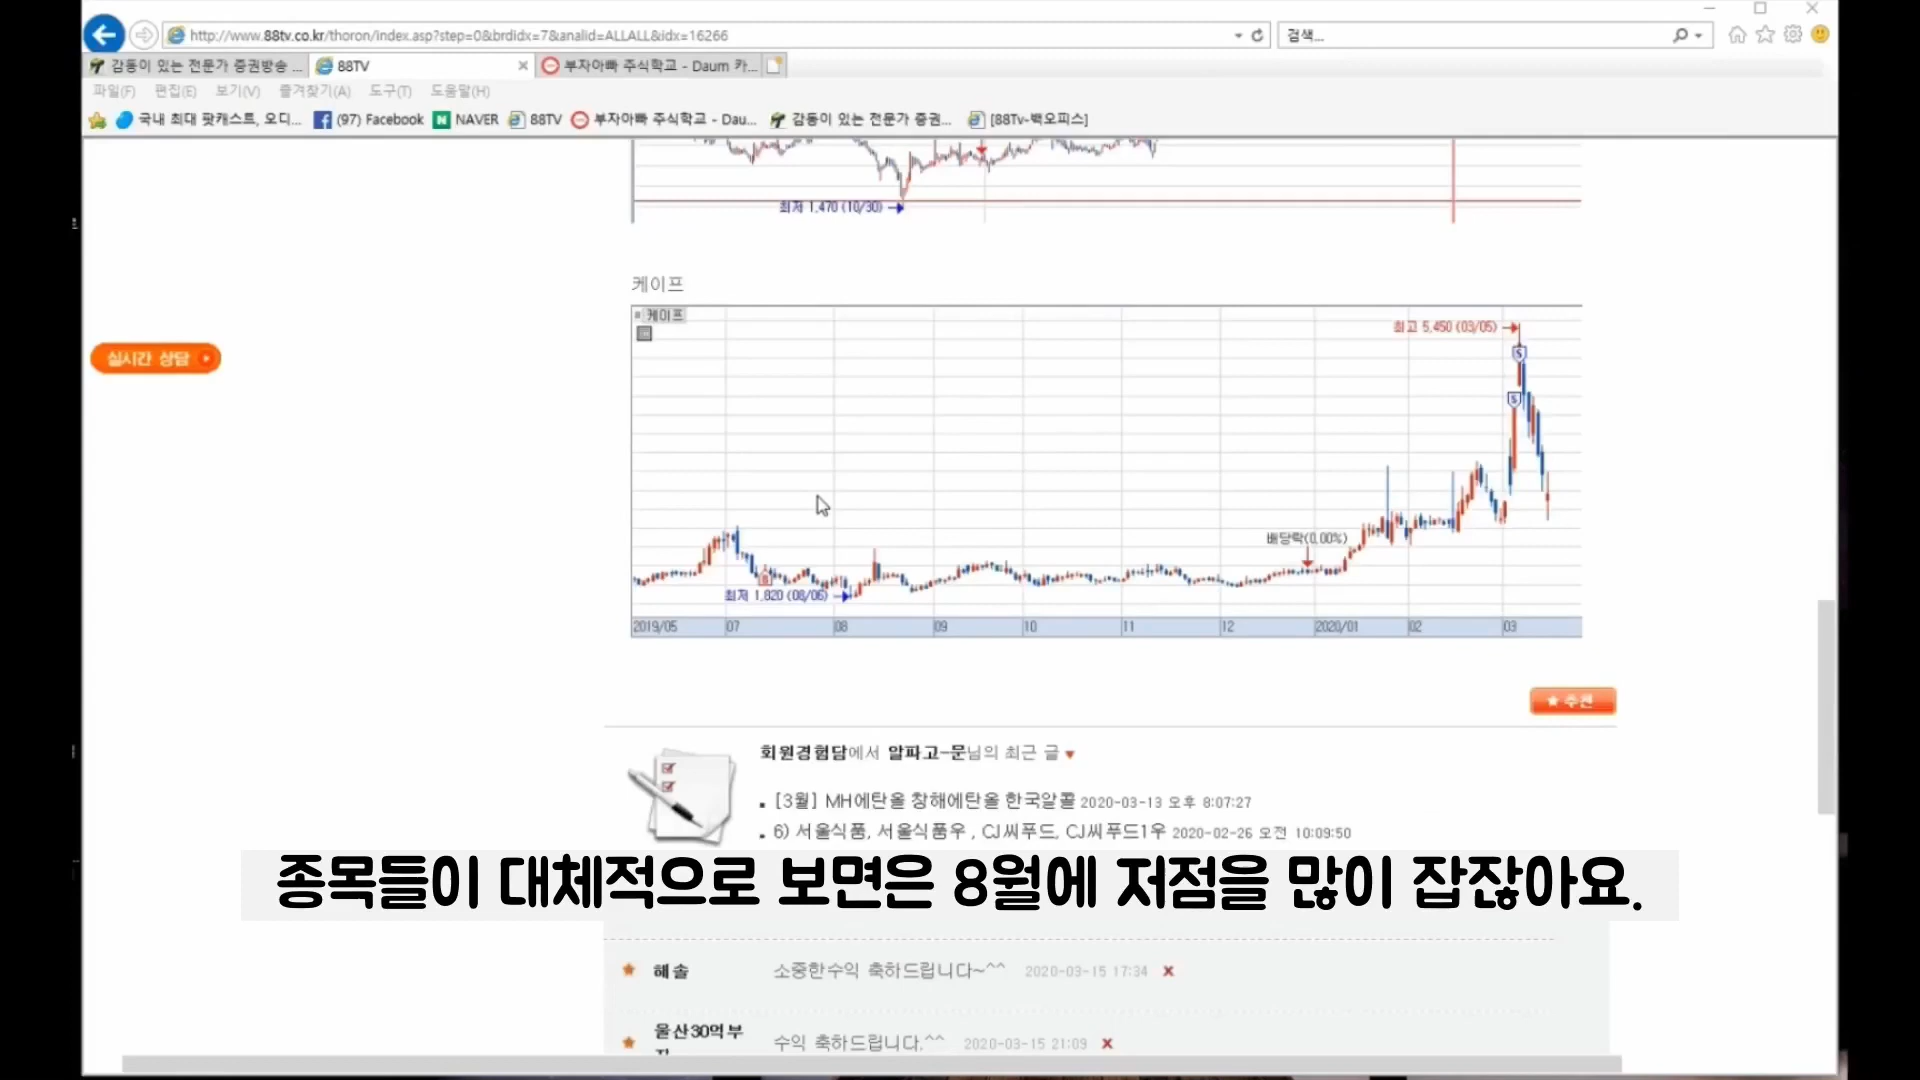 http://www.88tv.co.kr/thoron/index.asp?step=0&brdidx=7&analid=ALLALL&idx=16266
검색...
감동이 있는 전문가 증권방송 ...
88TV
부자아빠 주식학교 - Daum 카...
파일(F) 편집(E) 보기(V) 즐겨찾기(A) 도구(T) 도움말(H)
국내 최대 팟캐스트, 오디... (97) Facebook NAVER 88TV 부자아빠 주식학교 - Dau... 감동이 있는 전문가 증권... [88Tv-백오피스]
최저 1,470 (10/30)
케이프
케이프
최고 5,450 (03/05)
S
S
실시간 상담
배당락(0,00%)
B
최저 1,820 (08/06)
2019/05 07 08 09 10 11 12 2020/01 02 03
추천
회원경험담에서 알파고-문님의 최근 글
[3월] MH에탄올 창해에탄올 한국알콜 2020-03-13 오후 8:07:27
6) 서울식품, 서울식품우 , CJ씨푸드, CJ씨푸드1우 2020-02-26 오전 10:09:50
종목들이 대체적으로 보면은 8월에 저점을 많이 잡잖아요.
혜솔 소중한수익 축하드립니다~^^ 2020-03-15 17:34
울산30억부
수익 축하드립니다.^^ 2020-03-15 21:09